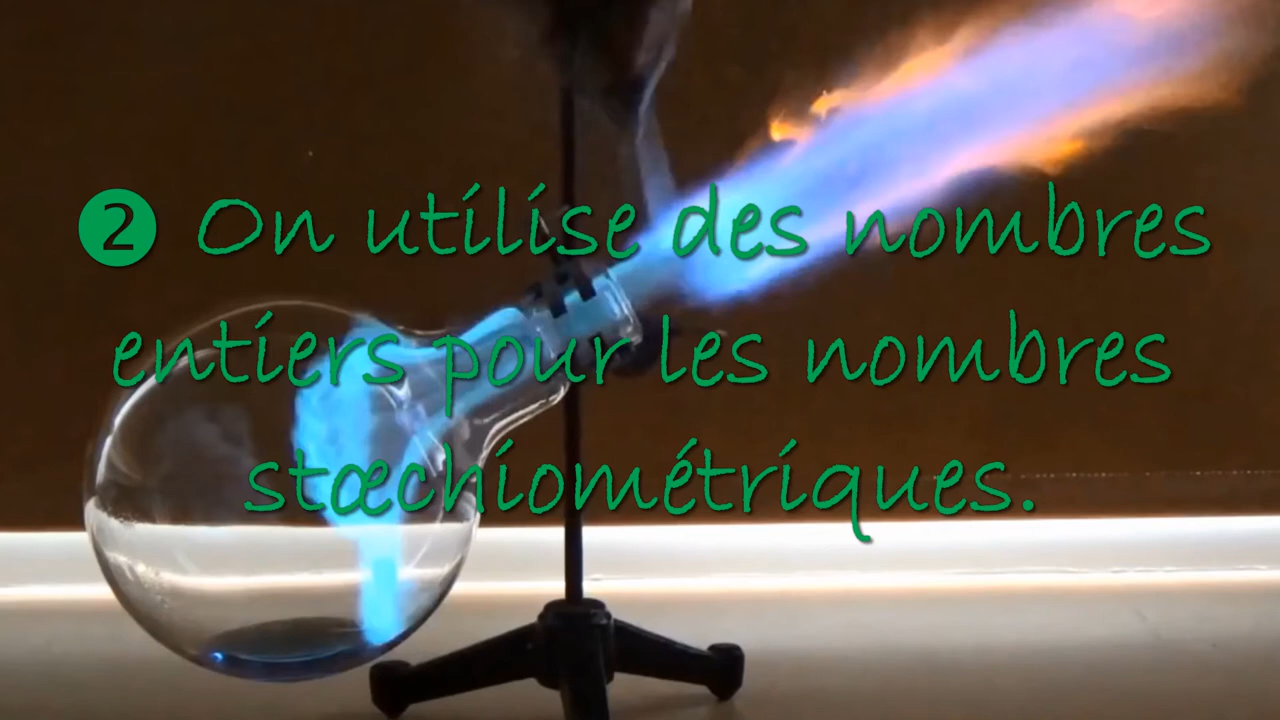 ❷ On utilise des nombres
entiers pour les nombres
stœchiométriques.